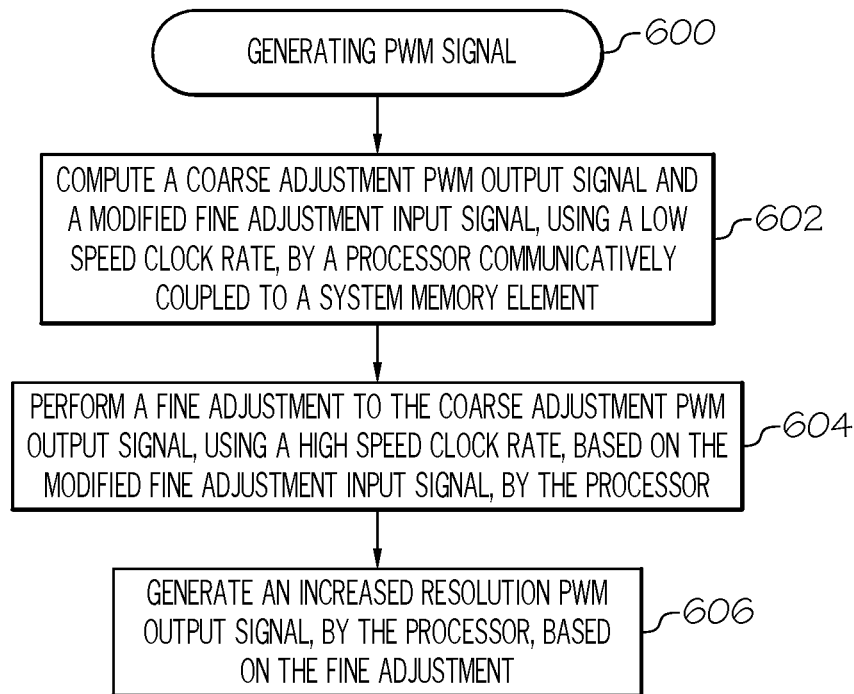 GENERATING PWM SIGNAL
600
COMPUTE A COARSE ADJUSTMENT PWM OUTPUT SIGNAL AND
A MODIFIED FINE ADJUSTMENT INPUT SIGNAL, USING A LOW
SPEED CLOCK RATE, BY A PROCESSOR COMMUNICATIVELY
COUPLED TO A SYSTEM MEMORY ELEMENT
602
PERFORM A FINE ADJUSTMENT TO THE COARSE ADJUSTMENT PWM
OUTPUT SIGNAL, USING A HIGH SPEED CLOCK RATE, BASED ON THE
MODIFIED FINE ADJUSTMENT INPUT SIGNAL, BY THE PROCESSOR
604
GENERATE AN INCREASED RESOLUTION PWM
OUTPUT SIGNAL, BY THE PROCESSOR, BASED
ON THE FINE ADJUSTMENT
606